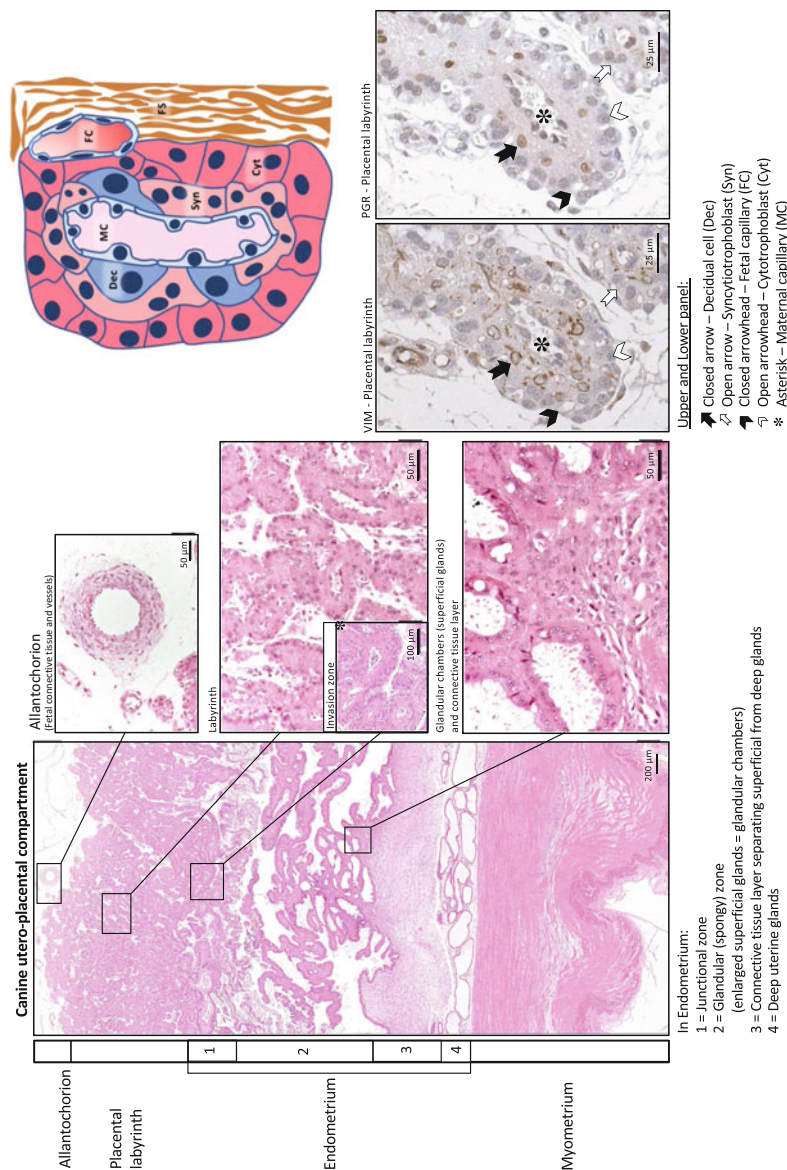 Canine utero-placental compartment
Allantochorion
Placental
labyrinth
Endometrium
Myometrium
1
2
3
4
200 µm
Allantochorion
(Fetal connective tissue and vessels)
50 µm
Labyrinth
50 µm
Invasion zone
*
100 µm
Glandular chambers (superficial glands)
and connective tissue layer
50 µm
In Endometrium:
1 = Junctional zone
2 = Glandular (spongy) zone
(enlarged superficial glands = glandular chambers)
3 = Connective tissue layer separating superficial from deep glands
4 = Deep uterine glands
Dec
MC
Syn
Cyt
FC
FS
VIM - Placental labyrinth
*
25 µm
PGR - Placental labyrinth
*
25 µm
Upper and Lower panel:
Closed arrow – Decidual cell (Dec)
Open arrow – Syncytiotrophoblast (Syn)
Closed arrowhead – Fetal capillary (FC)
Open arrowhead – Cytotrophoblast (Cyt)
* Asterisk – Maternal capillary (MC)